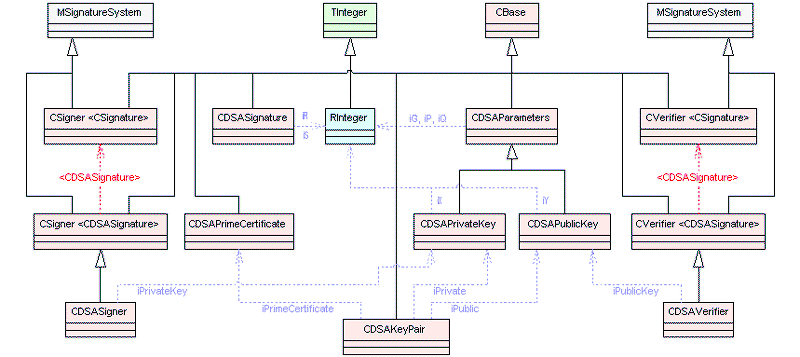 MSignatureSystem
TInteger
CBase
MSignatureSystem
CSigner <CSignature>
CDSASignature
iR
iS
RInteger
iG, iP, iQ
CDSAParameters
CVerifier <CSignature>
<CDSASignature>
<CDSASignature>
iX
iY
CSigner <CDSASignature>
CDSAPrimeCertificate
CDSAPrivateKey
CDSAPublicKey
CVerifier <CDSASignature>
iPrivateKey
iPrivate
iPublicKey
iPrimeCertificate
iPublic
CDSASigner
CDSAKeyPair
CDSAVerifier